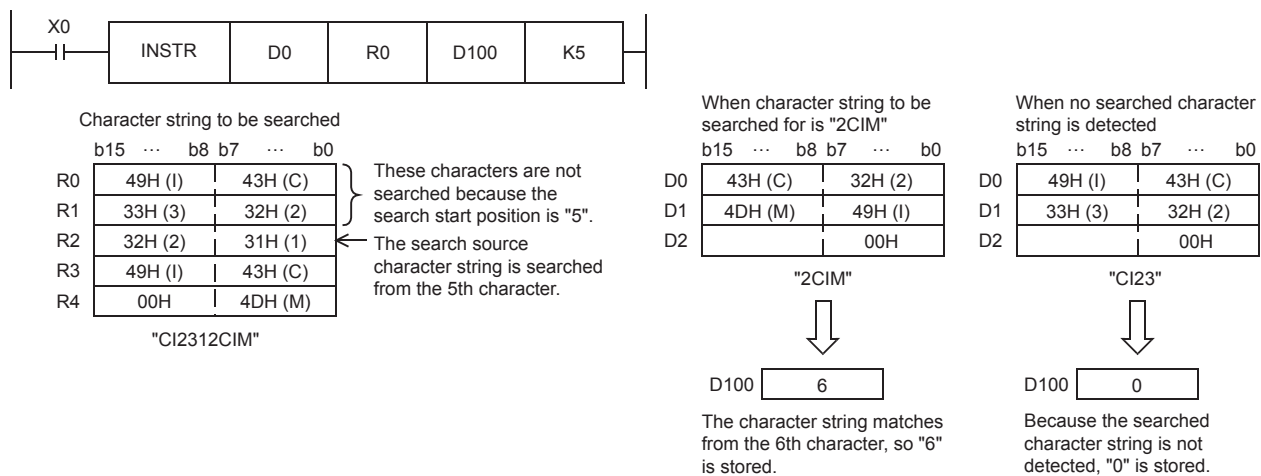 X0
INSTR D0 R0 D100 K5
Character string to be searched
b15 ··· b8 b7 ··· b0
R0 49H (I) 43H (C)
R1 33H (3) 32H (2)
R2 32H (2) 31H (1)
R3 49H (I) 43H (C)
R4 00H 4DH (M)
"CI2312CIM"
These characters are not
searched because the
search start position is "5".
The search source
character string is searched
from the 5th character.
When character string to be
searched for is "2CIM"
b15 ··· b8 b7 ··· b0
D0 43H (C) 32H (2)
D1 4DH (M) 49H (I)
D2 00H
"2CIM"
D100 6
The character string matches
from the 6th character, so "6"
is stored.
When no searched character
string is detected
b15 ··· b8 b7 ··· b0
D0 49H (I) 43H (C)
D1 33H (3) 32H (2)
D2 00H
"CI23"
D100 0
Because the searched
character string is not
detected, "0" is stored.